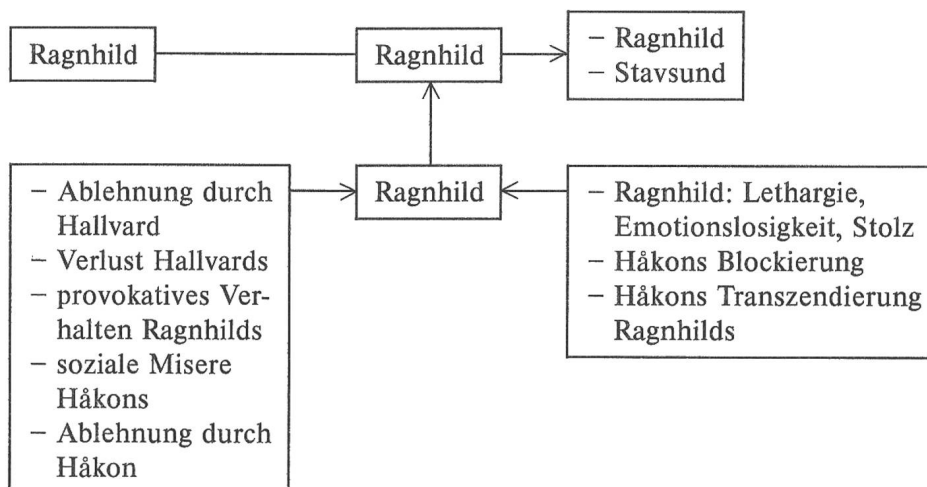 Ragnhild
Ragnhild
– Ragnhild
– Stavsund
– Ablehnung durch
Hallvard
– Verlust Hallvards
– provokatives Ver-
halten Ragnhilds
– soziale Misere
Håkons
– Ablehnung durch
Håkon
Ragnhild
– Ragnhild: Lethargie,
Emotionslosigkeit, Stolz
– Håkons Blockierung
– Håkons Transzendierung
Ragnhilds